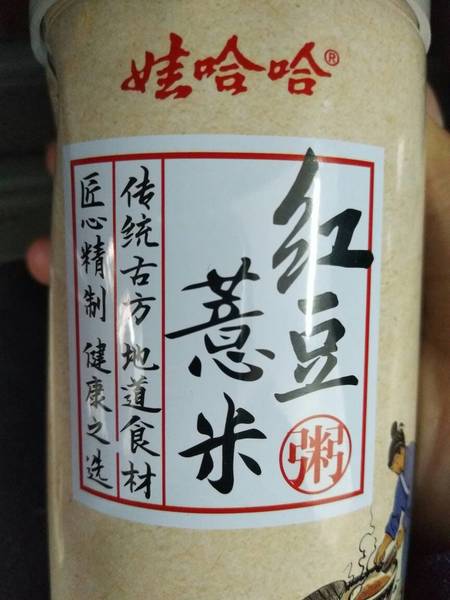 娃哈哈®
红豆
薏米
粥
传统古方 地道食材
匠心精制 健康之选